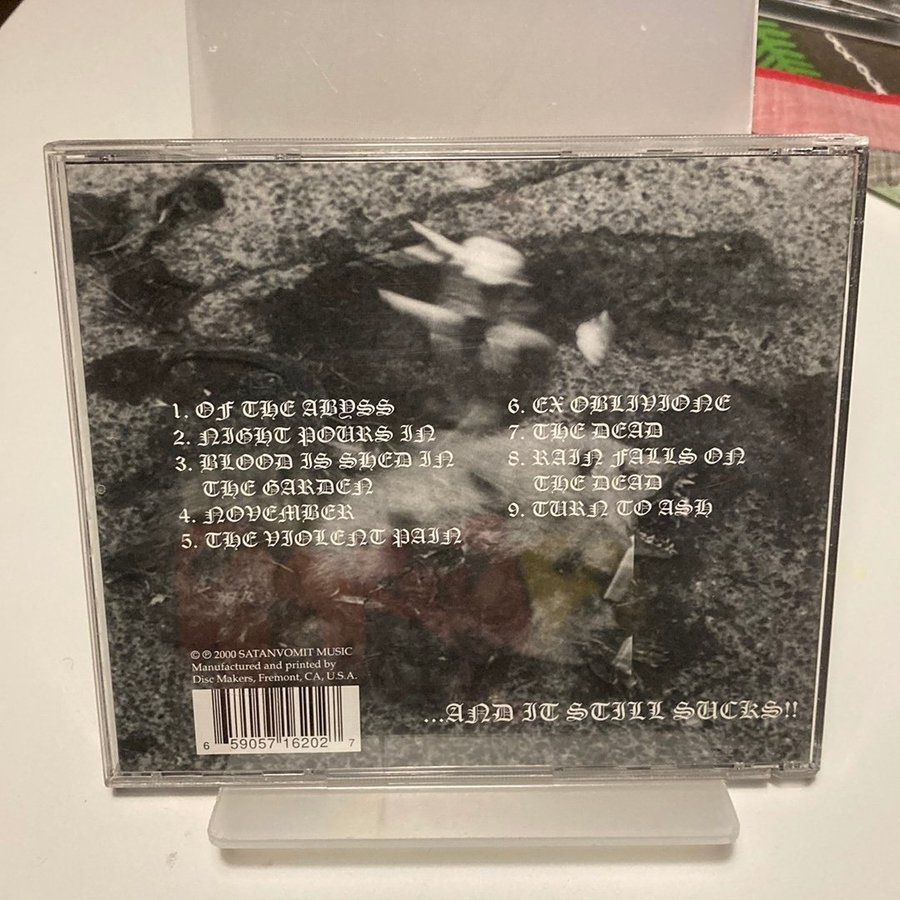 1. OF THE ABYSS
2. NIGHT POURS IN
3. BLOOD IS SHED IN
THE GARDEN
4. NOVEMBER
5. THE VIOLENT PAIN
6. EX OBLIVIONE
7. THE DEAD
8. RAIN FALLS ON
THE DEAD
9. TURN TO ASH
© ℗ 2000 SATANVOMIT MUSIC
Manufactured and printed by
Disc Makers, Fremont, CA, U.S.A.
6 59057 16202 7
...AND IT STILL SUCKS!!